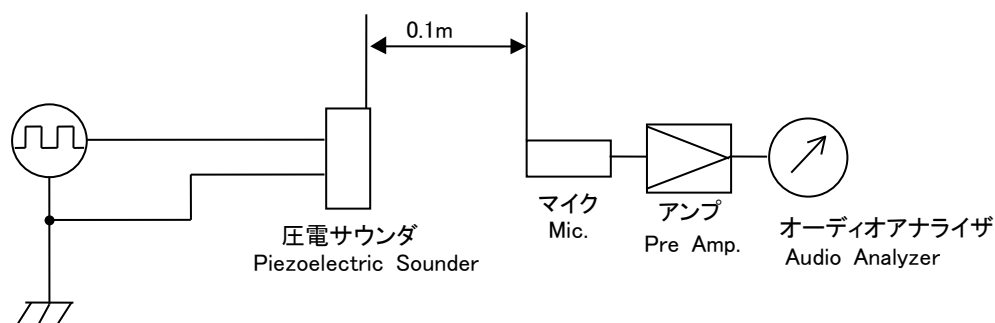 0.1m
圧電サウンダ
Piezoelectric Sounder
マイク
Mic.
アンプ
Pre Amp.
オーディオアナライザ
Audio Analyzer